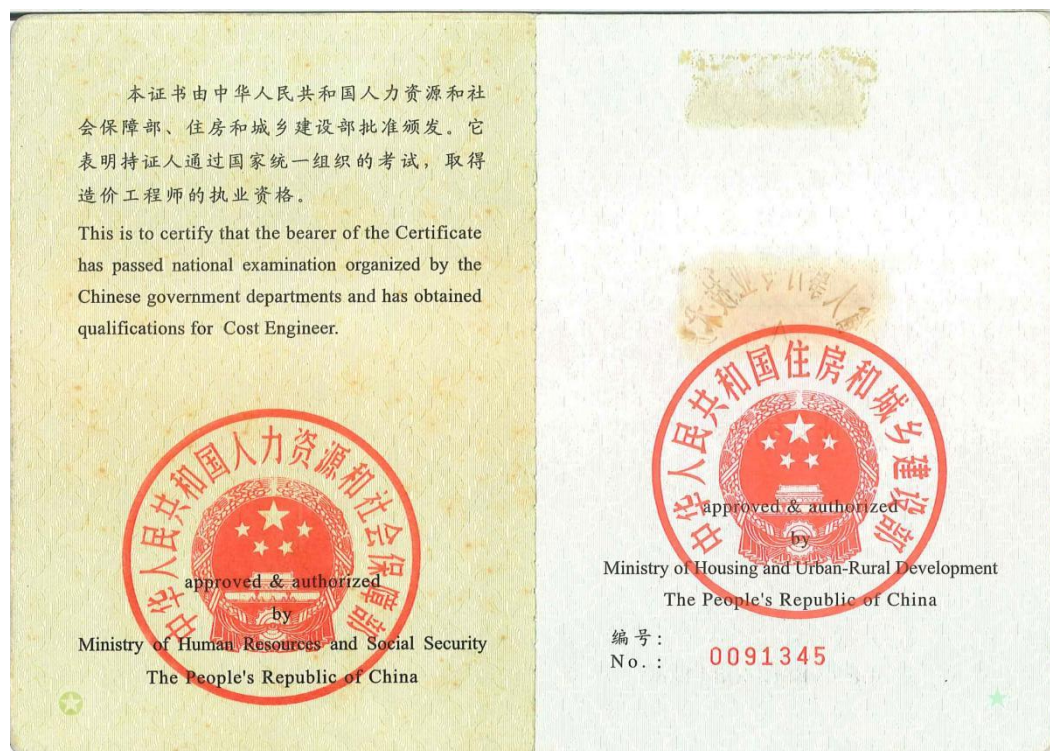 本证书由中华人民共和国人力资源和社
会保障部、住房和城乡建设部批准颁发。它
表明持证人通过国家统一组织的考试，取得
造价工程师的执业资格。
This is to certify that the bearer of the Certificate
has passed national examination organized by the
Chinese government departments and has obtained
qualifications for Cost Engineer.
中华人民共和国人力资源和社会保障部
approved & authorized
by
Ministry of Human Resources and Social Security
The People's Republic of China
中华人民共和国住房和城乡建设部
approved & authorized
by
Ministry of Housing and Urban-Rural Development
The People's Republic of China
编号:
No.: 0091345